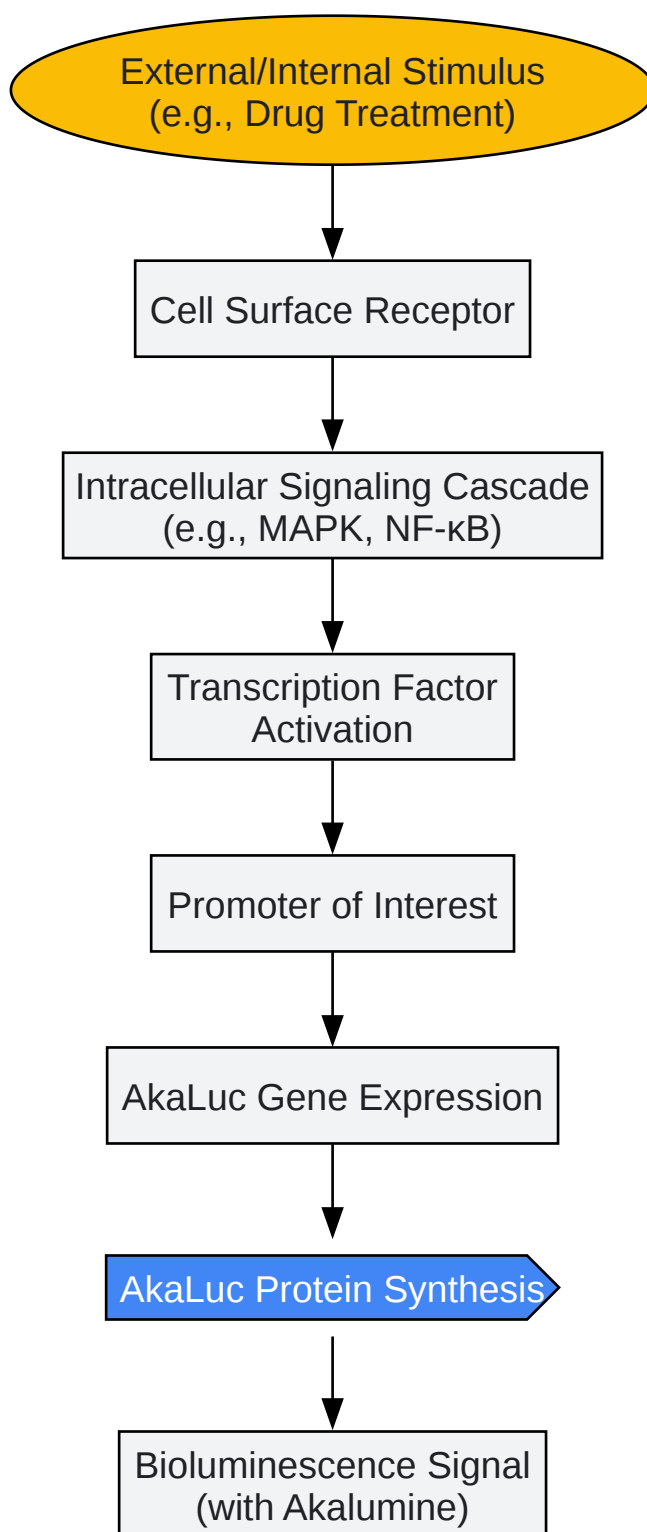 External/Internal Stimulus
(e.g., Drug Treatment)
Cell Surface Receptor
Intracellular Signaling Cascade
(e.g., MAPK, NF-κB)
Transcription Factor
Activation
Promoter of Interest
AkaLuc Gene Expression
AkaLuc Protein Synthesis
Bioluminescence Signal
(with Akalumine)